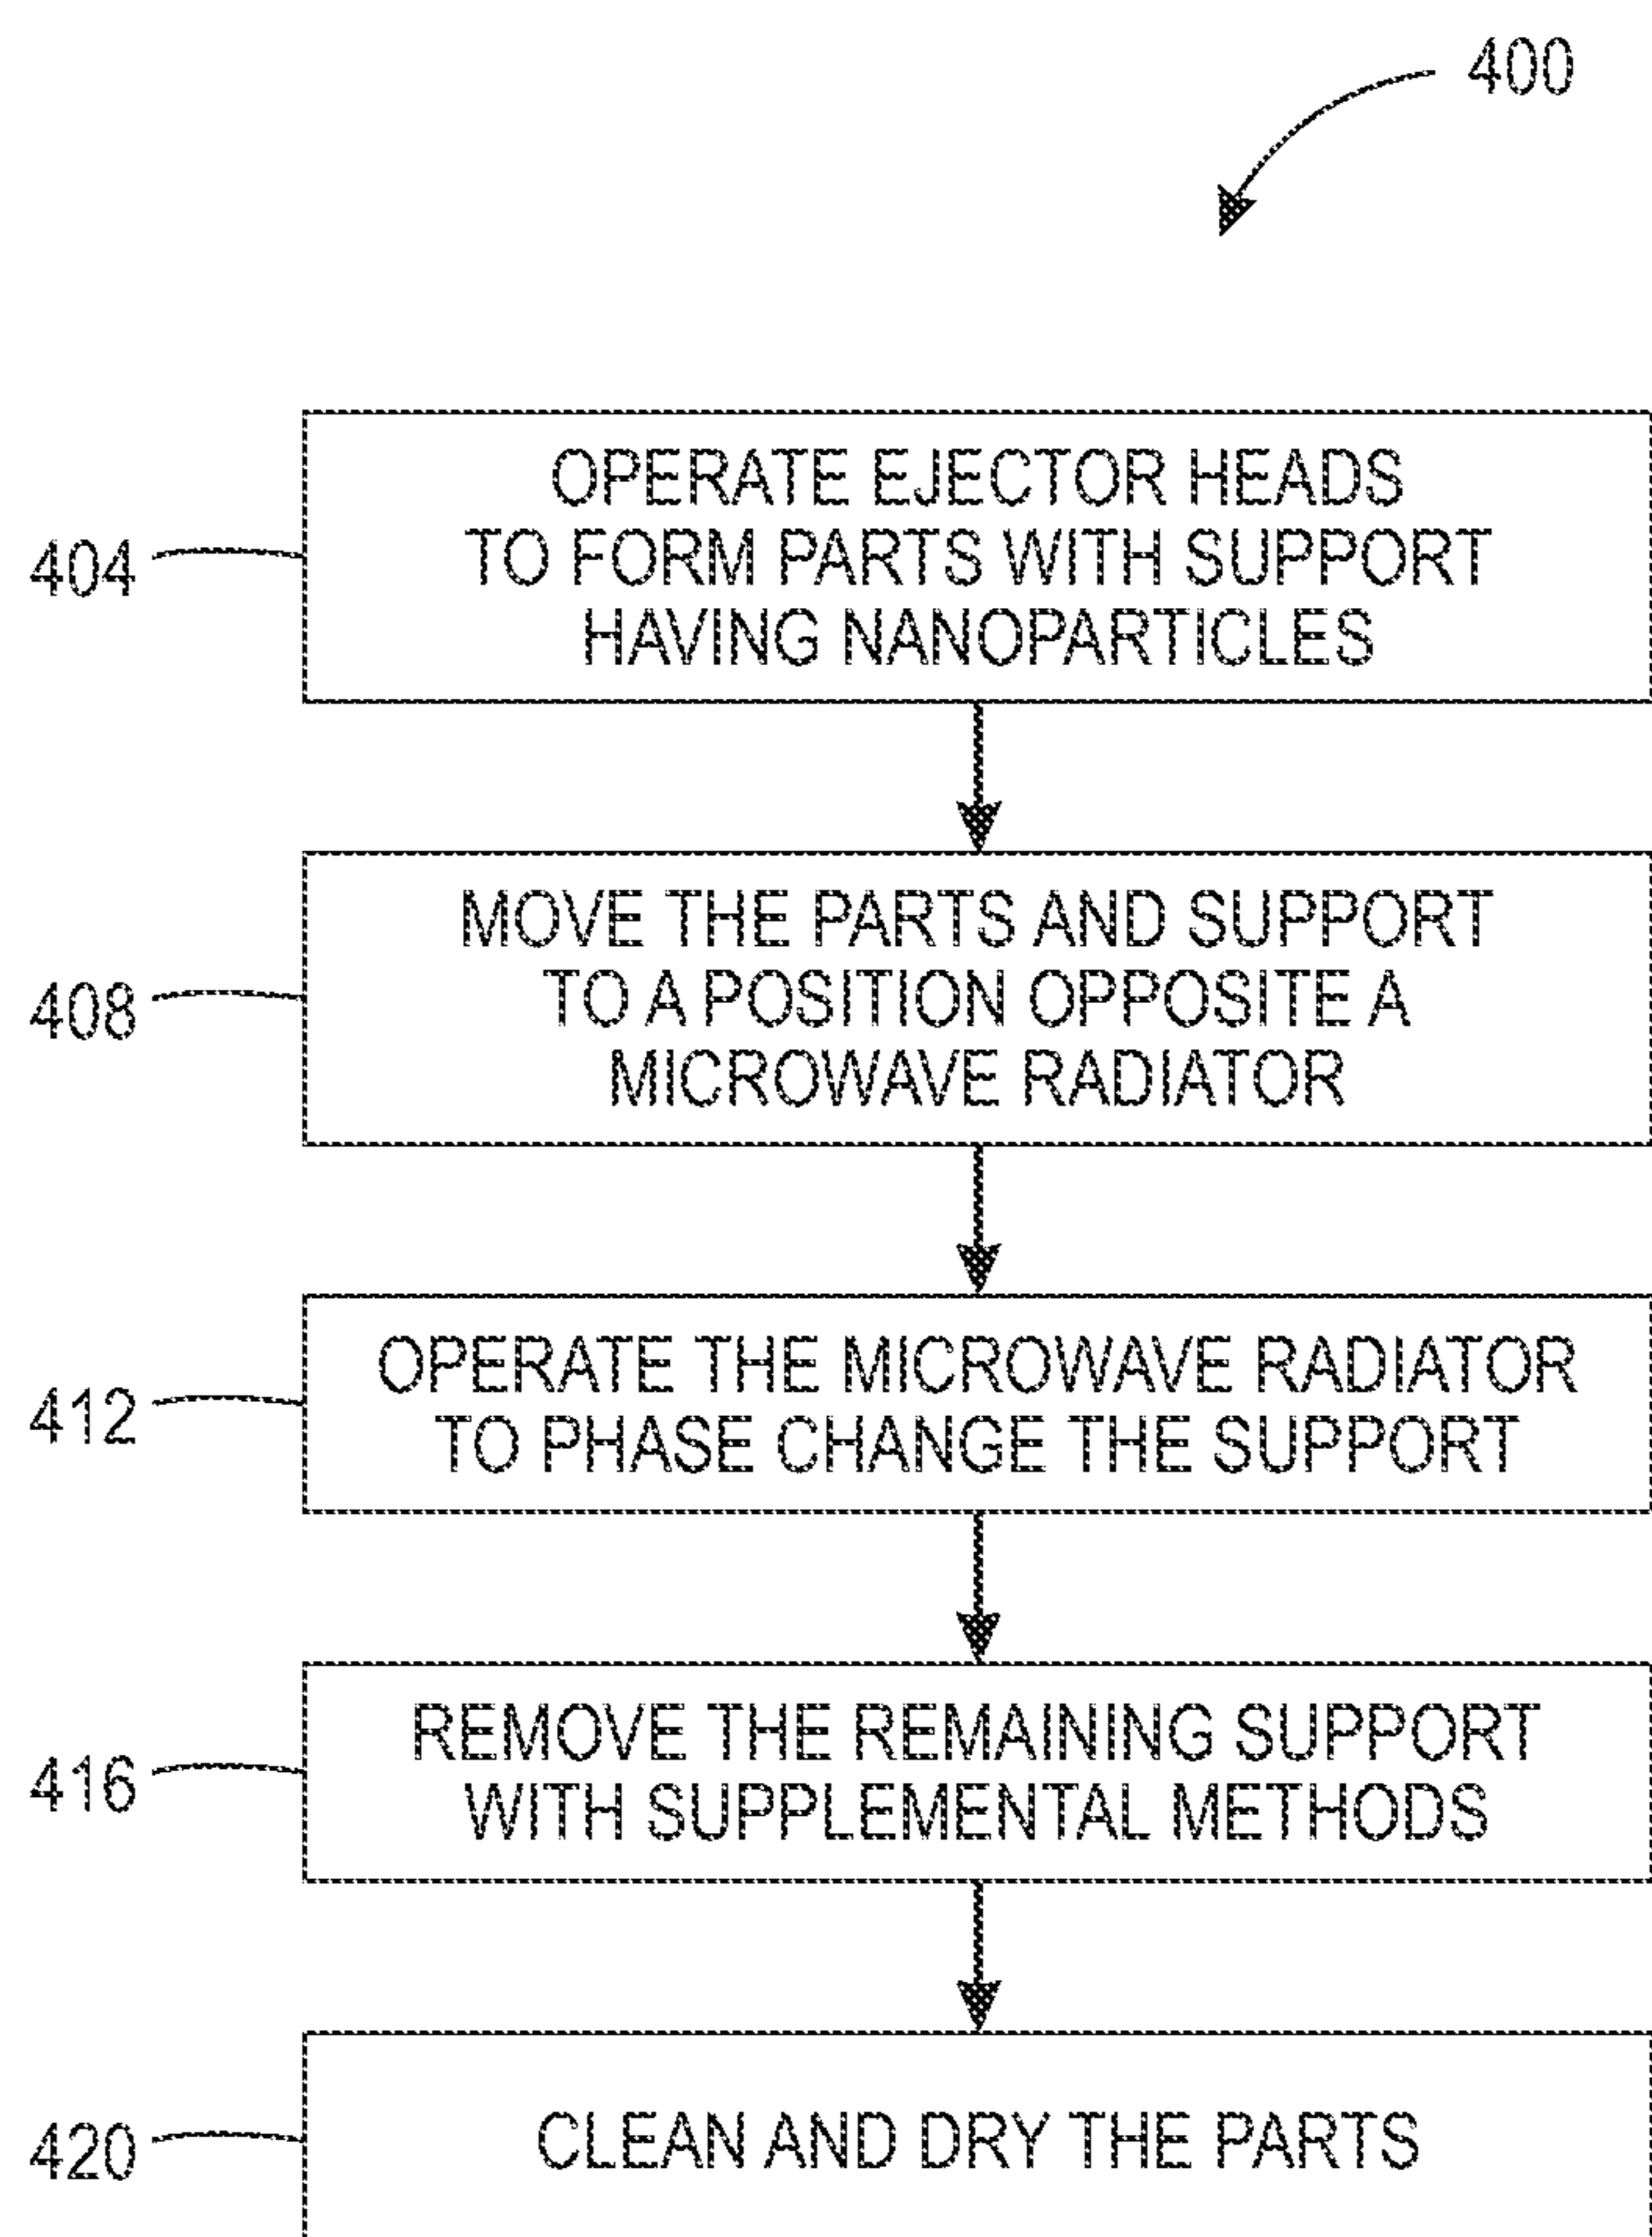 400
404
OPERATE EJECTOR HEADS
TO FORM PARTS WITH SUPPORT
HAVING NANOPARTICLES
408
MOVE THE PARTS AND SUPPORT
TO A POSITION OPPOSITE A
MICROWAVE RADIATOR
412
OPERATE THE MICROWAVE RADIATOR
TO PHASE CHANGE THE SUPPORT
416
REMOVE THE REMAINING SUPPORT
WITH SUPPLEMENTAL METHODS
420
CLEAN AND DRY THE PARTS